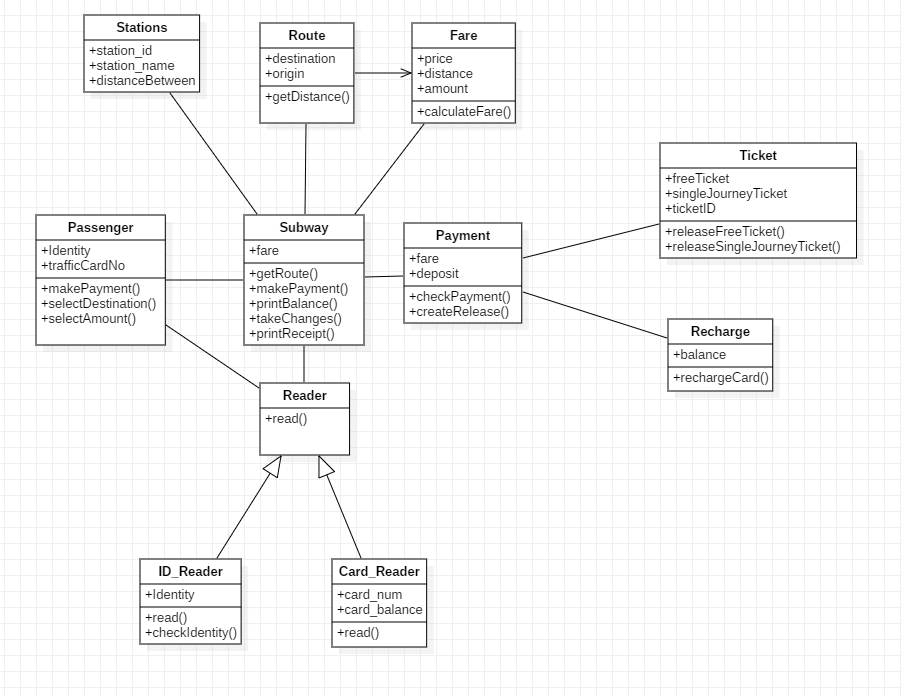 Stations
+station_id
+station_name
+distanceBetween
Route
+destination
+origin
+getDistance()
Fare
+price
+distance
+amount
+calculateFare()
Ticket
+freeTicket
+singleJourneyTicket
+ticketID
+releaseFreeTicket()
+releaseSingleJourneyTicket()
Passenger
+Identity
+trafficCardNo
+makePayment()
+selectDestination()
+selectAmount()
Subway
+fare
+getRoute()
+makePayment()
+printBalance()
+takeChanges()
+printReceipt()
Payment
+fare
+deposit
+checkPayment()
+createRelease()
Recharge
+balance
+rechargeCard()
Reader
+read()
ID_Reader
+Identity
+read()
+checkIdentity()
Card_Reader
+card_num
+card_balance
+read()